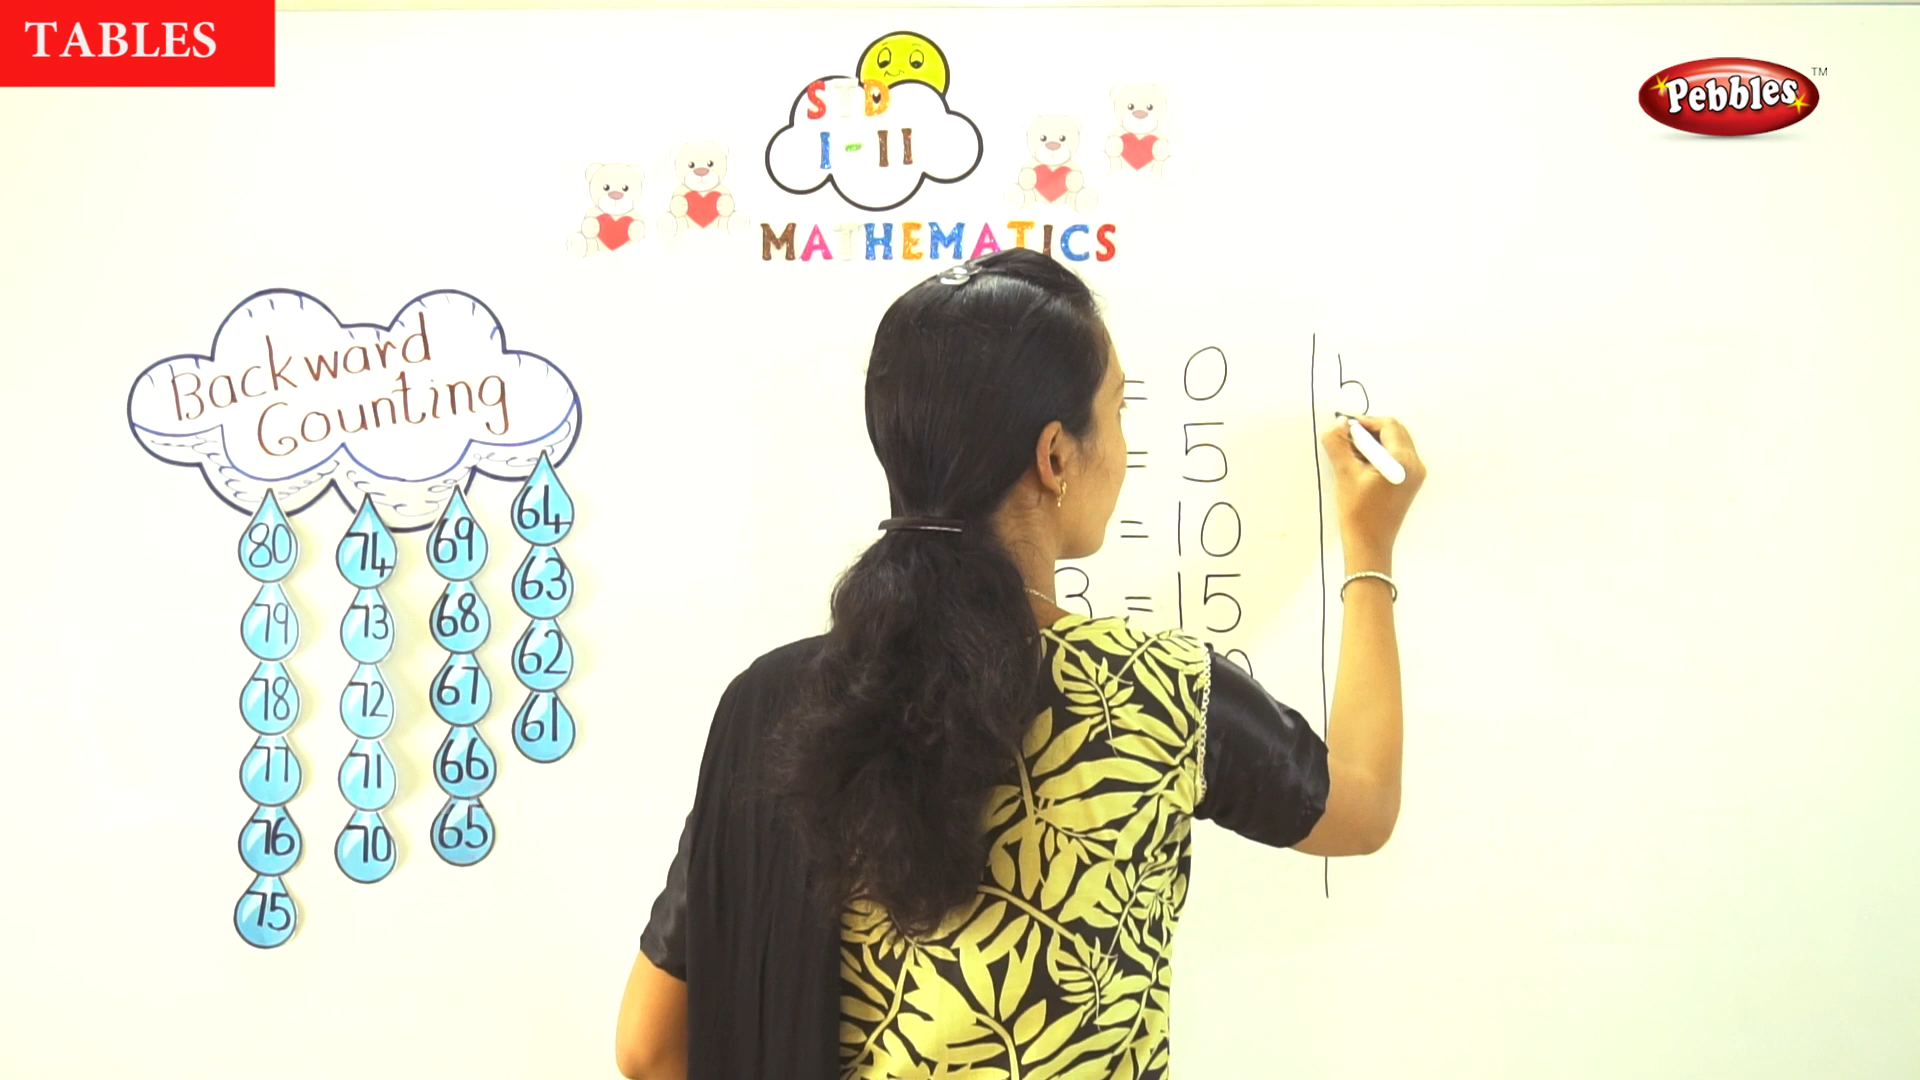 TABLES
Pebbles TM
STD
I-II
MATHEMATICS
Backward
Counting
80 74 69 64
79 73 68 63
78 72 67 62
77 71 66 61
76 70 65
75
= 0
= 5
= 10
3 = 15
5